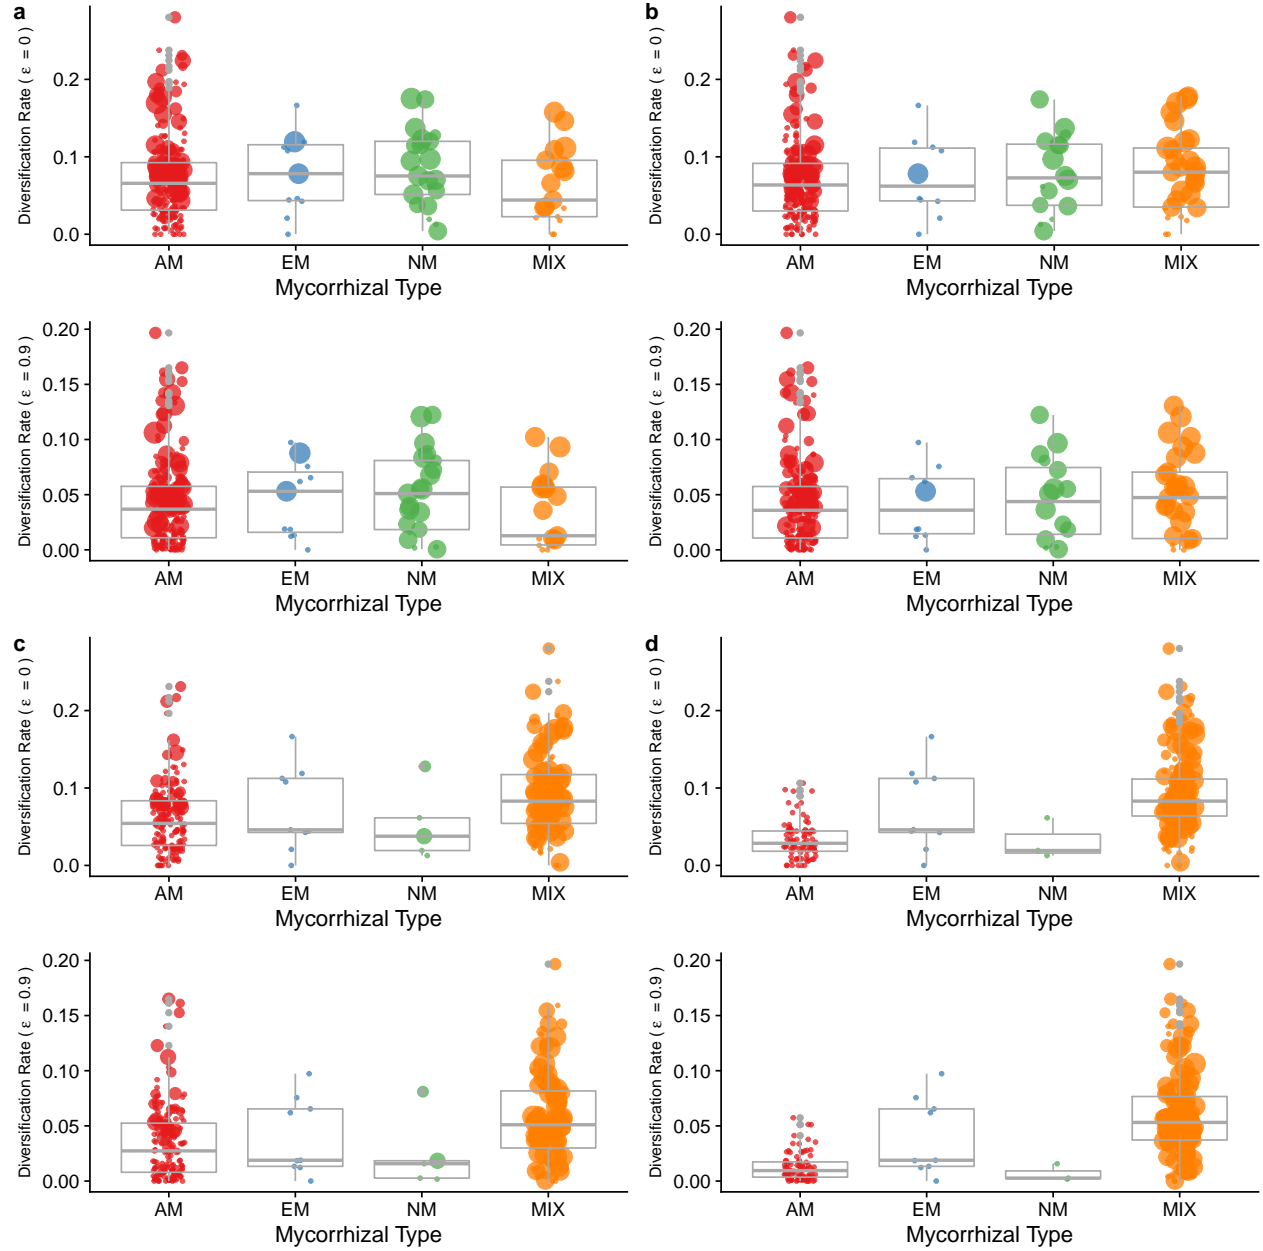 a
Diversification Rate ( ε = 0 )
0.2
0.1
0.0
AM EM NM MIX
Mycorrhizal Type
Diversification Rate ( ε = 0.9 )
0.20
0.15
0.10
0.05
0.00
AM EM NM MIX
Mycorrhizal Type
b
Diversification Rate ( ε = 0 )
0.2
0.1
0.0
AM EM NM MIX
Mycorrhizal Type
Diversification Rate ( ε = 0.9 )
0.20
0.15
0.10
0.05
0.00
AM EM NM MIX
Mycorrhizal Type
c
Diversification Rate ( ε = 0 )
0.2
0.1
0.0
AM EM NM MIX
Mycorrhizal Type
Diversification Rate ( ε = 0.9 )
0.20
0.15
0.10
0.05
0.00
AM EM NM MIX
Mycorrhizal Type
d
Diversification Rate ( ε = 0 )
0.2
0.1
0.0
AM EM NM MIX
Mycorrhizal Type
Diversification Rate ( ε = 0.9 )
0.20
0.15
0.10
0.05
0.00
AM EM NM MIX
Mycorrhizal Type